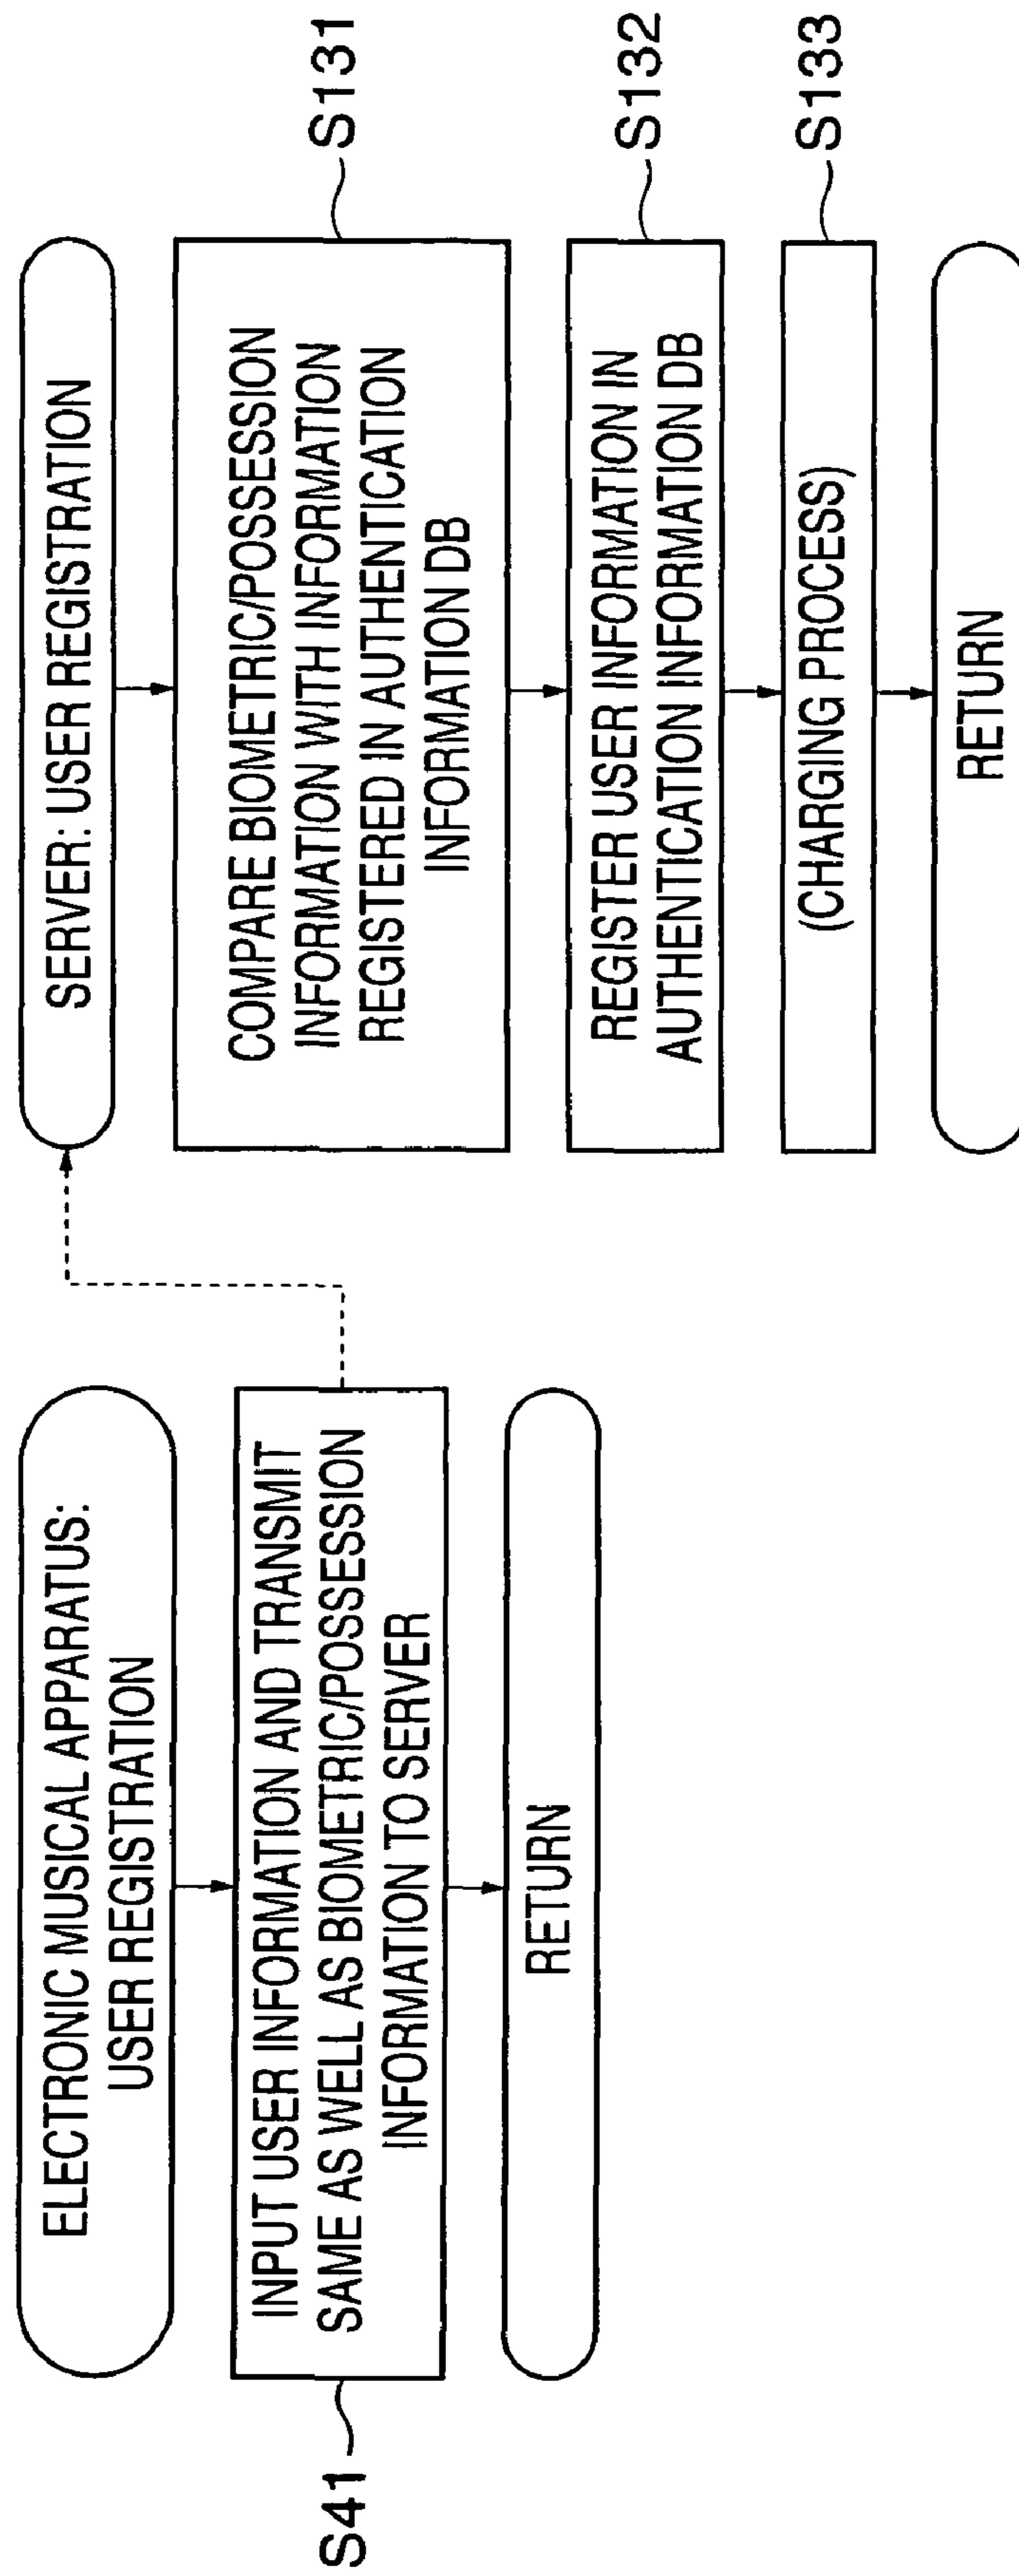 ELECTRONIC MUSICAL APPARATUS:
USER REGISTRATION
S41
INPUT USER INFORMATION AND TRANSMIT
SAME AS WELL AS BIOMETRIC/POSSESSION
INFORMATION TO SERVER
RETURN
SERVER: USER REGISTRATION
COMPARE BIOMETRIC/POSSESSION
INFORMATION WITH INFORMATION
REGISTERED IN AUTHENTICATION
INFORMATION DB
S131
REGISTER USER INFORMATION IN
AUTHENTICATION INFORMATION DB
S132
(CHARGING PROCESS)
S133
RETURN